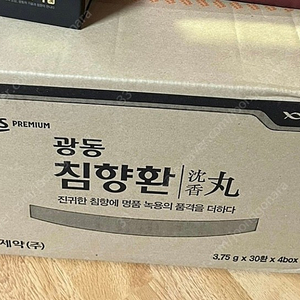 S PREMIUM
광동
침향환 沈香丸
진귀한 침향에 명품 녹용의 품격을 더하다
제약(주)
3.75 g x 30환 x 4box